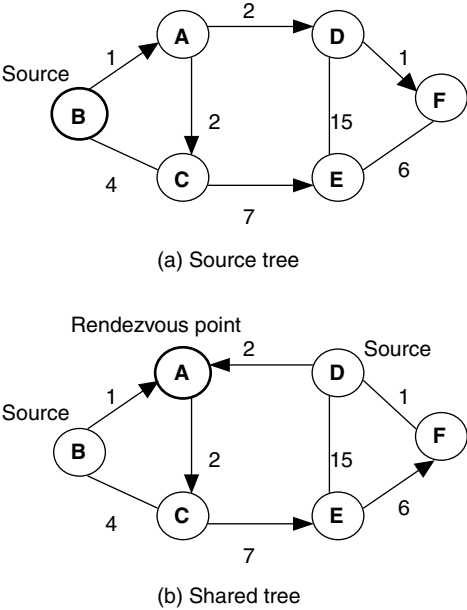 2
A
D
1
1
Source
F
B
2
15
6
C
E
4
7
(a) Source tree
Rendezvous point
2
Source
A
D
1
1
Source
F
B
2
15
6
C
E
4
7
(b) Shared tree